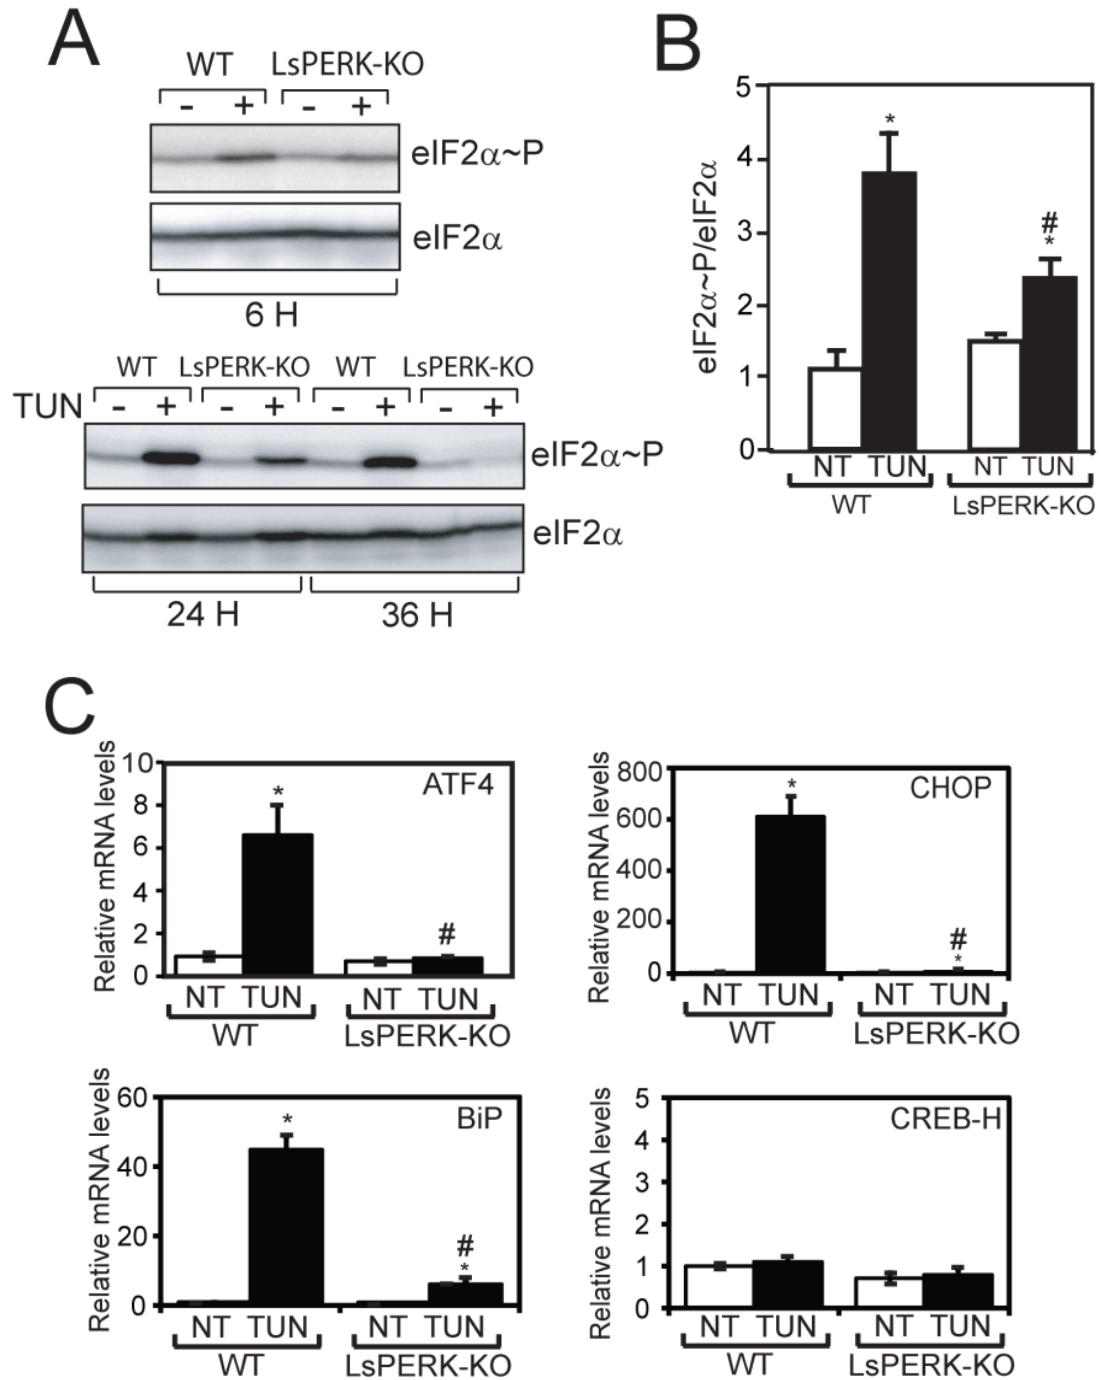 A
WT LsPERK-KO
- + - +
eIF2α~P
eIF2α
6 H
WT LsPERK-KO WT LsPERK-KO
TUN - + - + - + - +
eIF2α~P
eIF2α
24 H 36 H
B
eIF2α~P/eIF2α
5
4
3
2
1
0
*
#
*
NT TUN NT TUN
WT LsPERK-KO
C
Relative mRNA levels
10
8
6
4
2
0
ATF4
*
#
NT TUN NT TUN
WT LsPERK-KO
Relative mRNA levels
800
600
400
200
0
CHOP
*
#
*
NT TUN NT TUN
WT LsPERK-KO
Relative mRNA levels
60
40
20
0
BiP
*
#
*
NT TUN NT TUN
WT LsPERK-KO
Relative mRNA levels
5
4
3
2
1
0
CREB-H
NT TUN NT TUN
WT LsPERK-KO